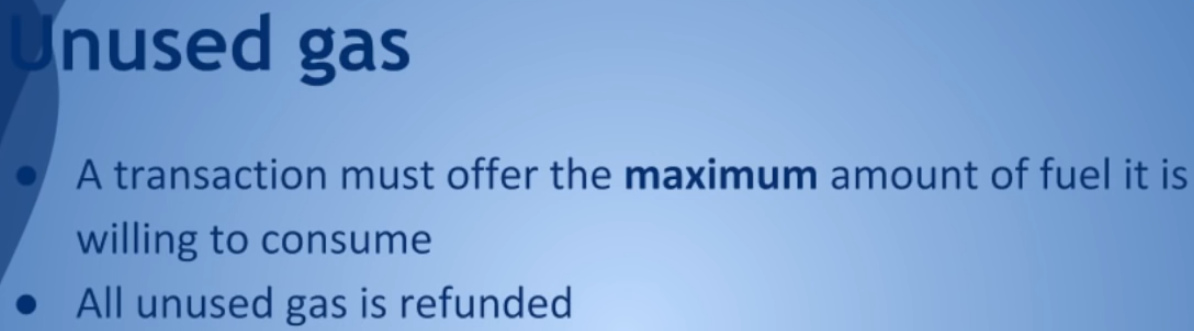 Unused gas
● A transaction must offer the maximum amount of fuel it is
willing to consume
● All unused gas is refunded